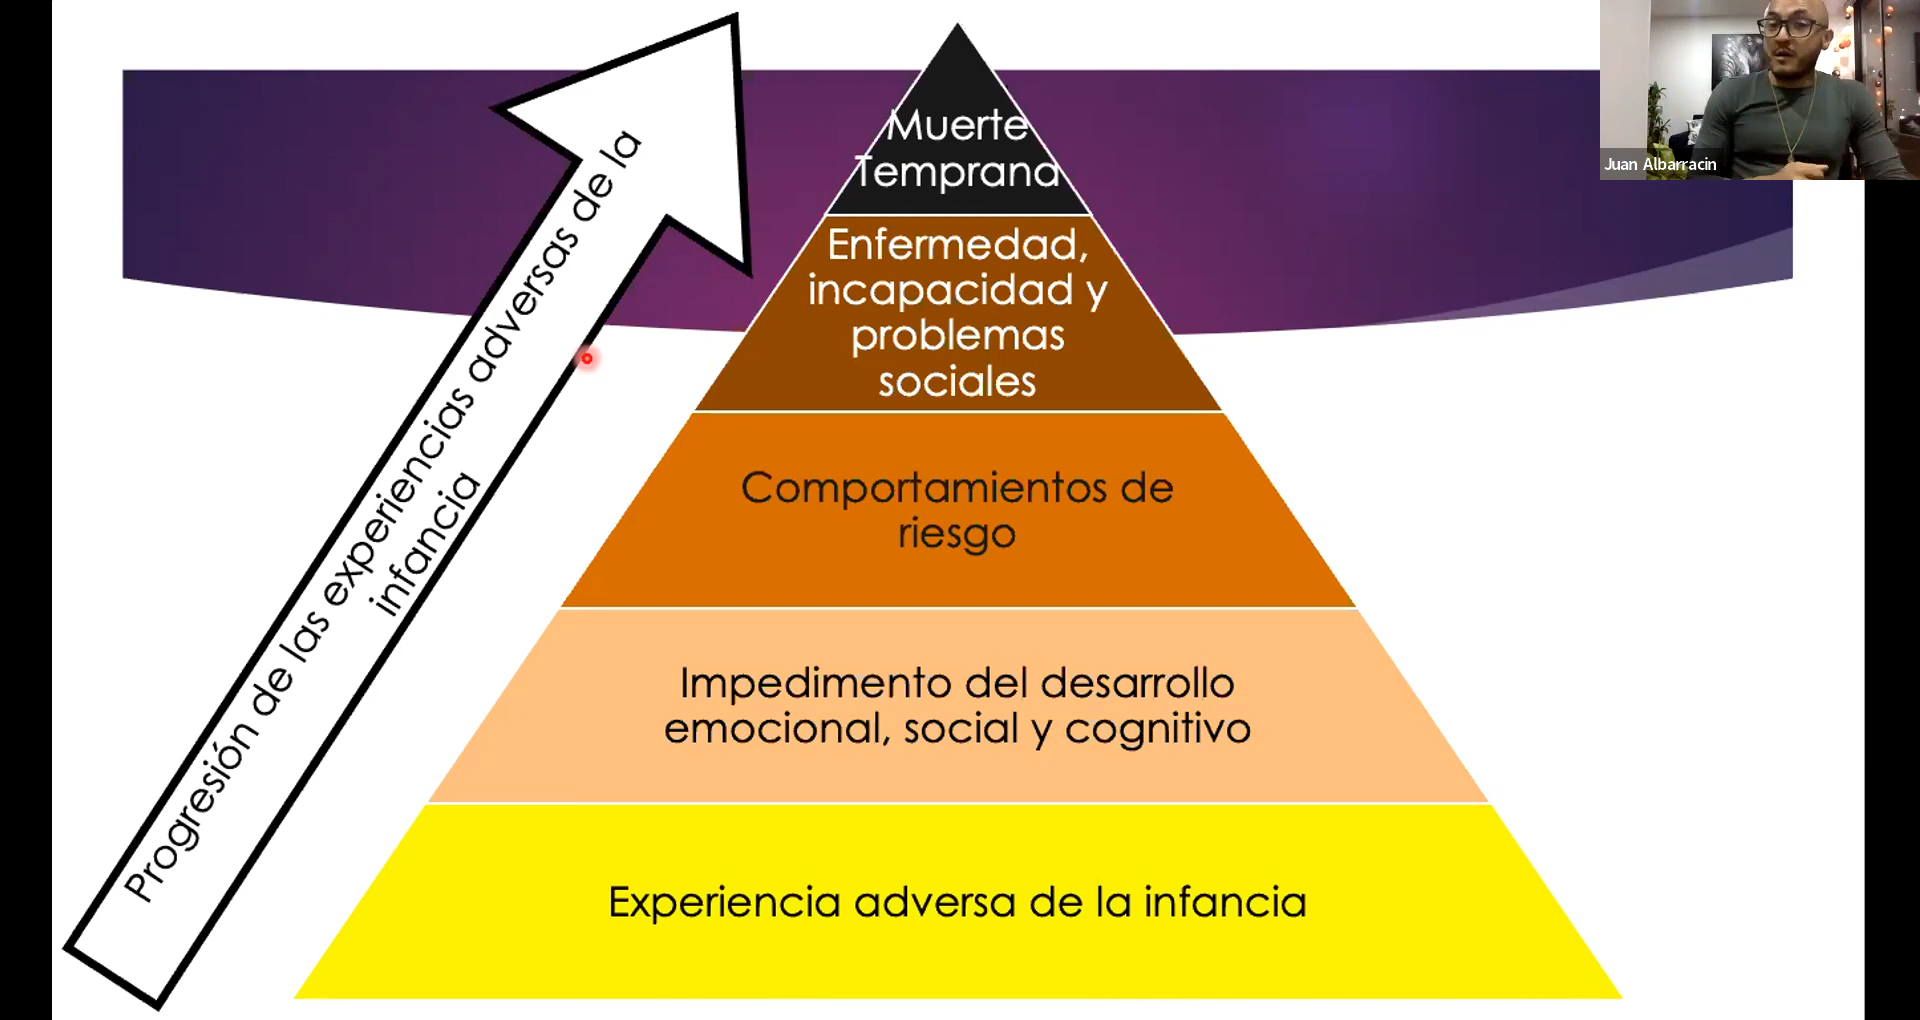 Progresión de las experiencias adversas de la
infancia
Muerte
Temprana
Enfermedad,
incapacidad y
problemas
sociales
Comportamientos de
riesgo
Impedimento del desarrollo
emocional, social y cognitivo
Experiencia adversa de la infancia
Juan Albarracin